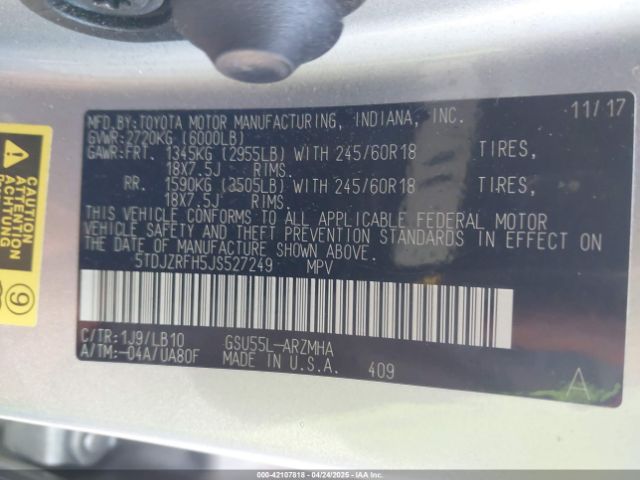 MFD.BY:TOYOTA MOTOR MANUFACTURING, INDIANA, INC. 11/17
GVWR:2720KG (6000LB)
GAWR:FRT. 1345KG (2955LB) WITH 245/60R18 TIRES,
18X7.5J RIMS.
RR. 1590KG (3505LB) WITH 245/60R18 TIRES,
18X7.5J RIMS.
THIS VEHICLE CONFORMS TO ALL APPLICABLE FEDERAL MOTOR
VEHICLE SAFETY AND THEFT PREVENTION STANDARDS IN EFFECT ON
THE DATE OF MANUFACTURE SHOWN ABOVE.
5TDJZRFH5JS527249 MPV
C/TR:1J9/LB10 GSU55L-ARZMHA
A/TM:-04A/UA80F MADE IN U.S.A. 409 A
CAUTION
ATTENTION
ACHTUNG
9
000-42107818 - 04/24/2025 - IAAI.COM